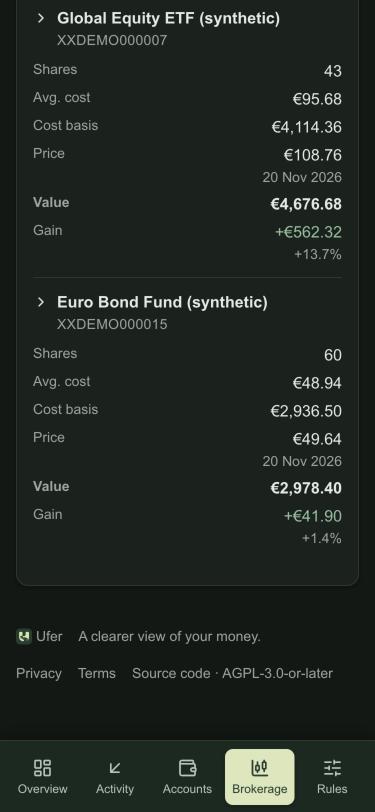 Global Equity ETF (synthetic)
XXDEMO000007
Shares 43
Avg. cost €95.68
Cost basis €4,114.36
Price €108.76
20 Nov 2026
Value €4,676.68
Gain +€562.32
+13.7%
Euro Bond Fund (synthetic)
XXDEMO000015
Shares 60
Avg. cost €48.94
Cost basis €2,936.50
Price €49.64
20 Nov 2026
Value €2,978.40
Gain +€41.90
+1.4%
Ufer A clearer view of your money.
Privacy Terms Source code · AGPL-3.0-or-later
Overview Activity Accounts Brokerage Rules